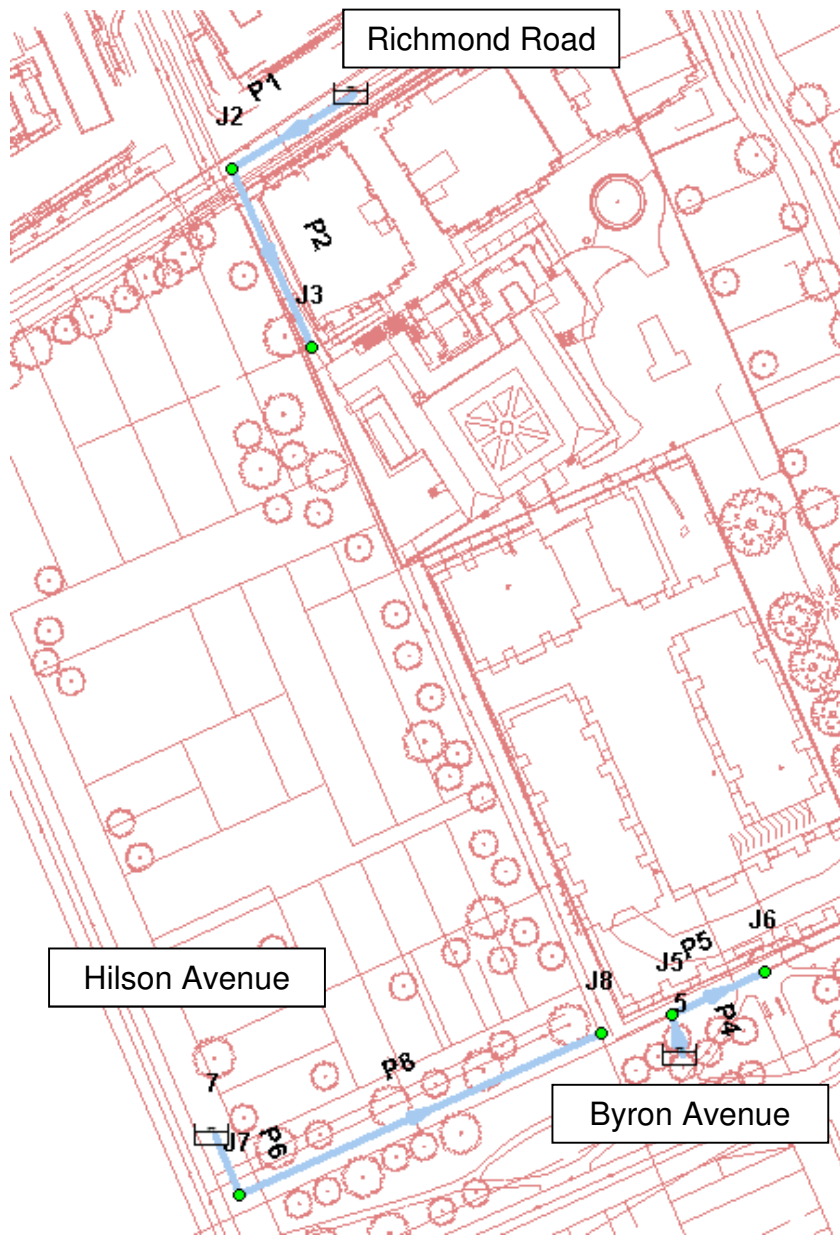 Richmond Road
P1
J2
P2
J3
Hilson Avenue
J6
P5
J5
5
P4
J8
P8
Byron Avenue
7
J7
P6